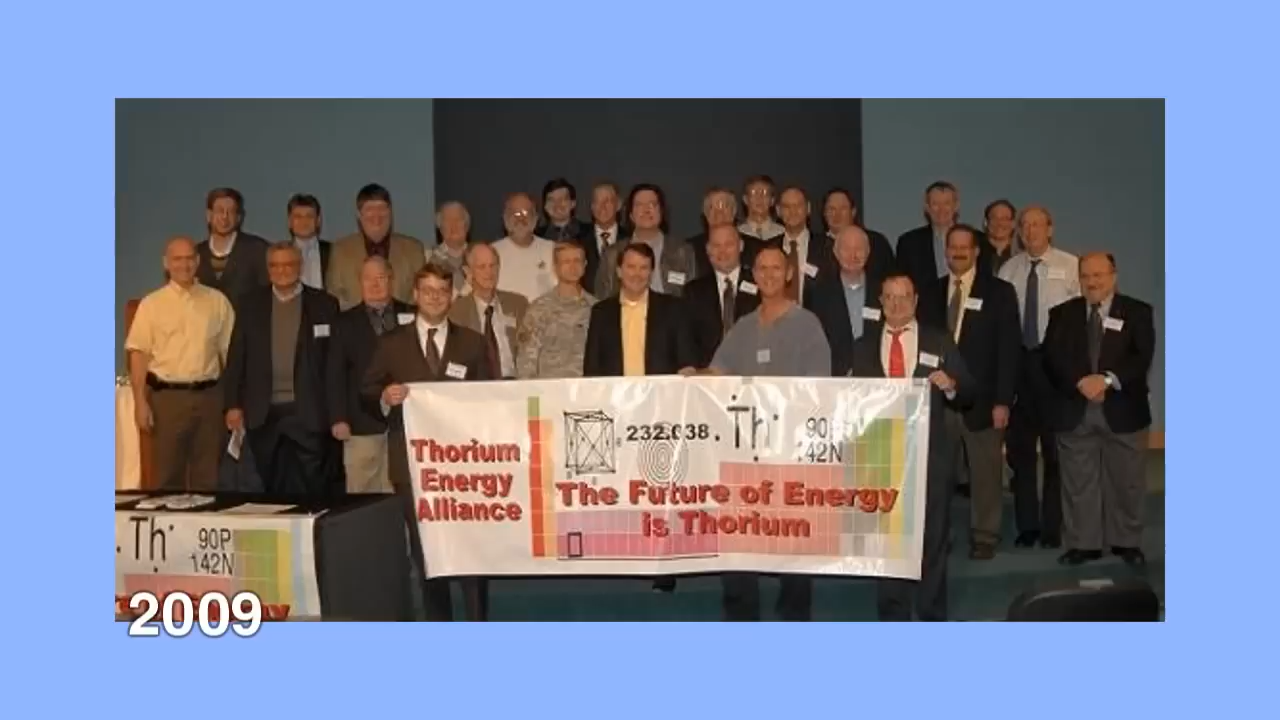 Thorium
Energy
Alliance
232.038
Th
90
142N
The Future of Energy
is Thorium
Th
90P
142N
2009